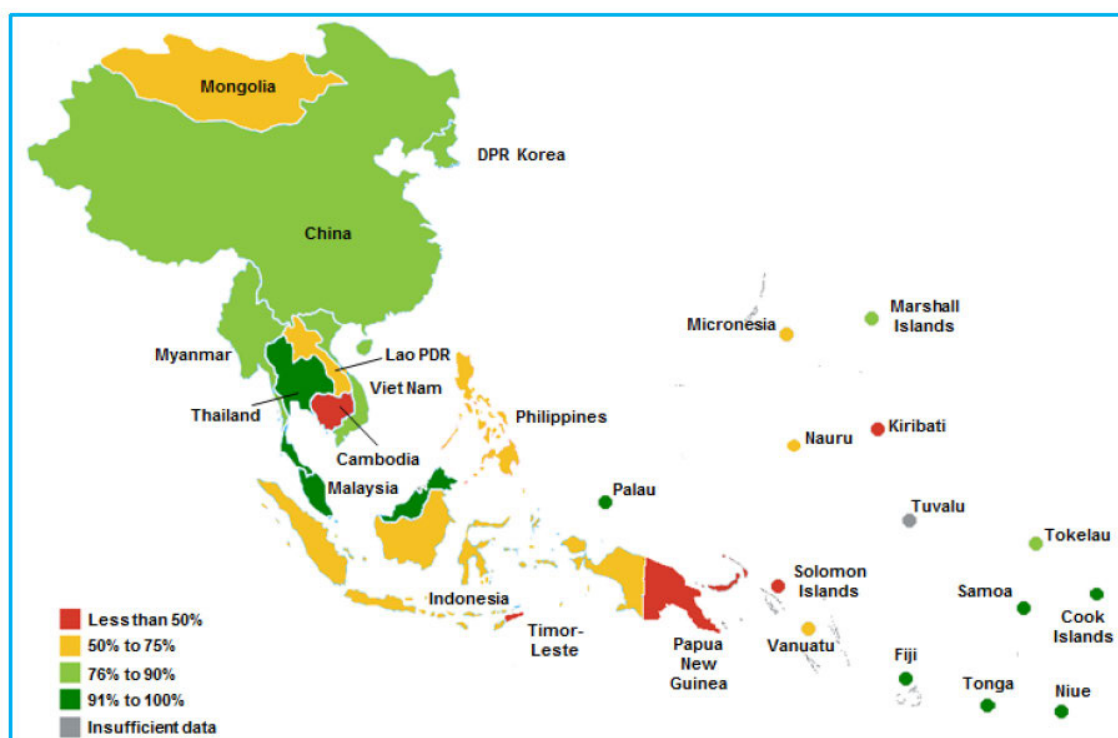 Mongolia
DPR Korea
China
Marshall
Islands
Micronesia
Myanmar
Lao PDR
Viet Nam
Thailand
Philippines
Kiribati
Nauru
Cambodia
Malaysia
Palau
Tuvalu
Tokelau
Solomon
Islands
Samoa
Cook
Islands
Indonesia
Less than 50%
50% to 75%
76% to 90%
91% to 100%
Insufficient data
Timor-
Leste
Papua
New
Guinea
Vanuatu
Fiji
Tonga
Niue